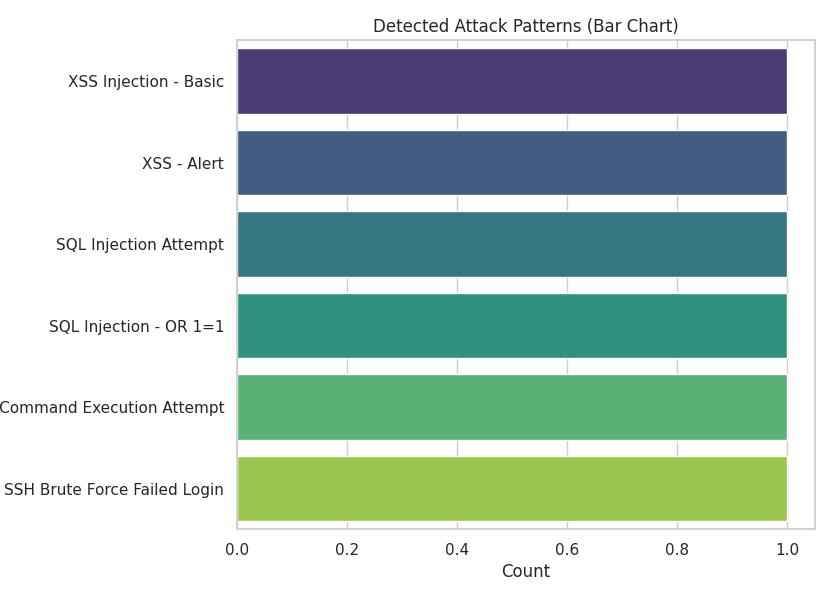 Detected Attack Patterns (Bar Chart)
XSS Injection - Basic
XSS - Alert
SQL Injection Attempt
SQL Injection - OR 1=1
Command Execution Attempt
SSH Brute Force Failed Login
0.0 0.2 0.4 0.6 0.8 1.0
Count